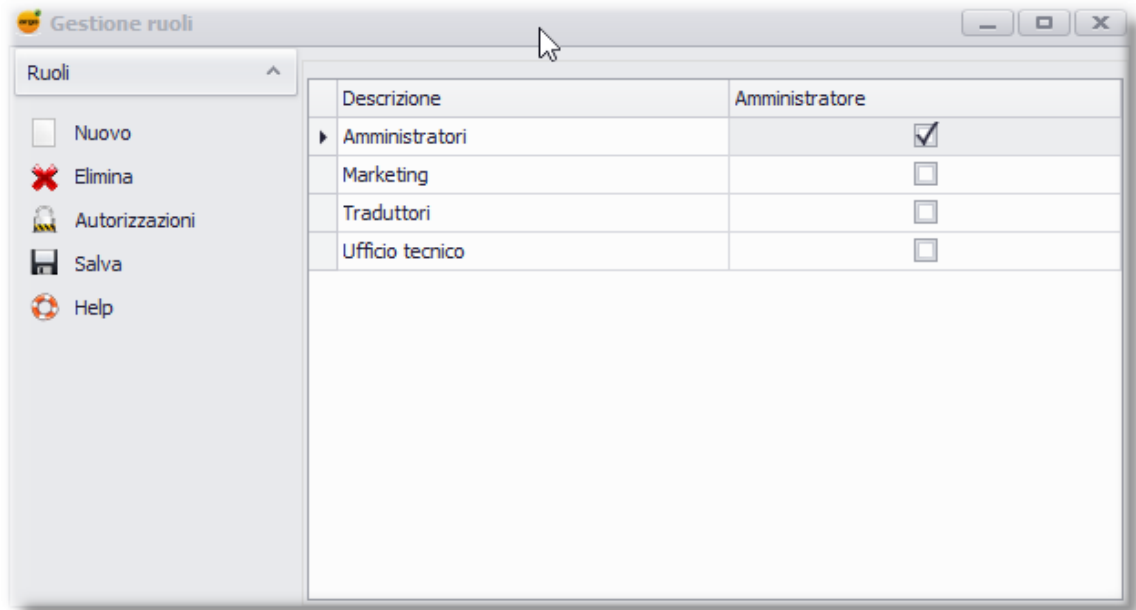 Gestione ruoli
Ruoli
Nuovo
Elimina
Autorizzazioni
Salva
Help
Descrizione Amministratore
Amministratori
Marketing
Traduttori
Ufficio tecnico